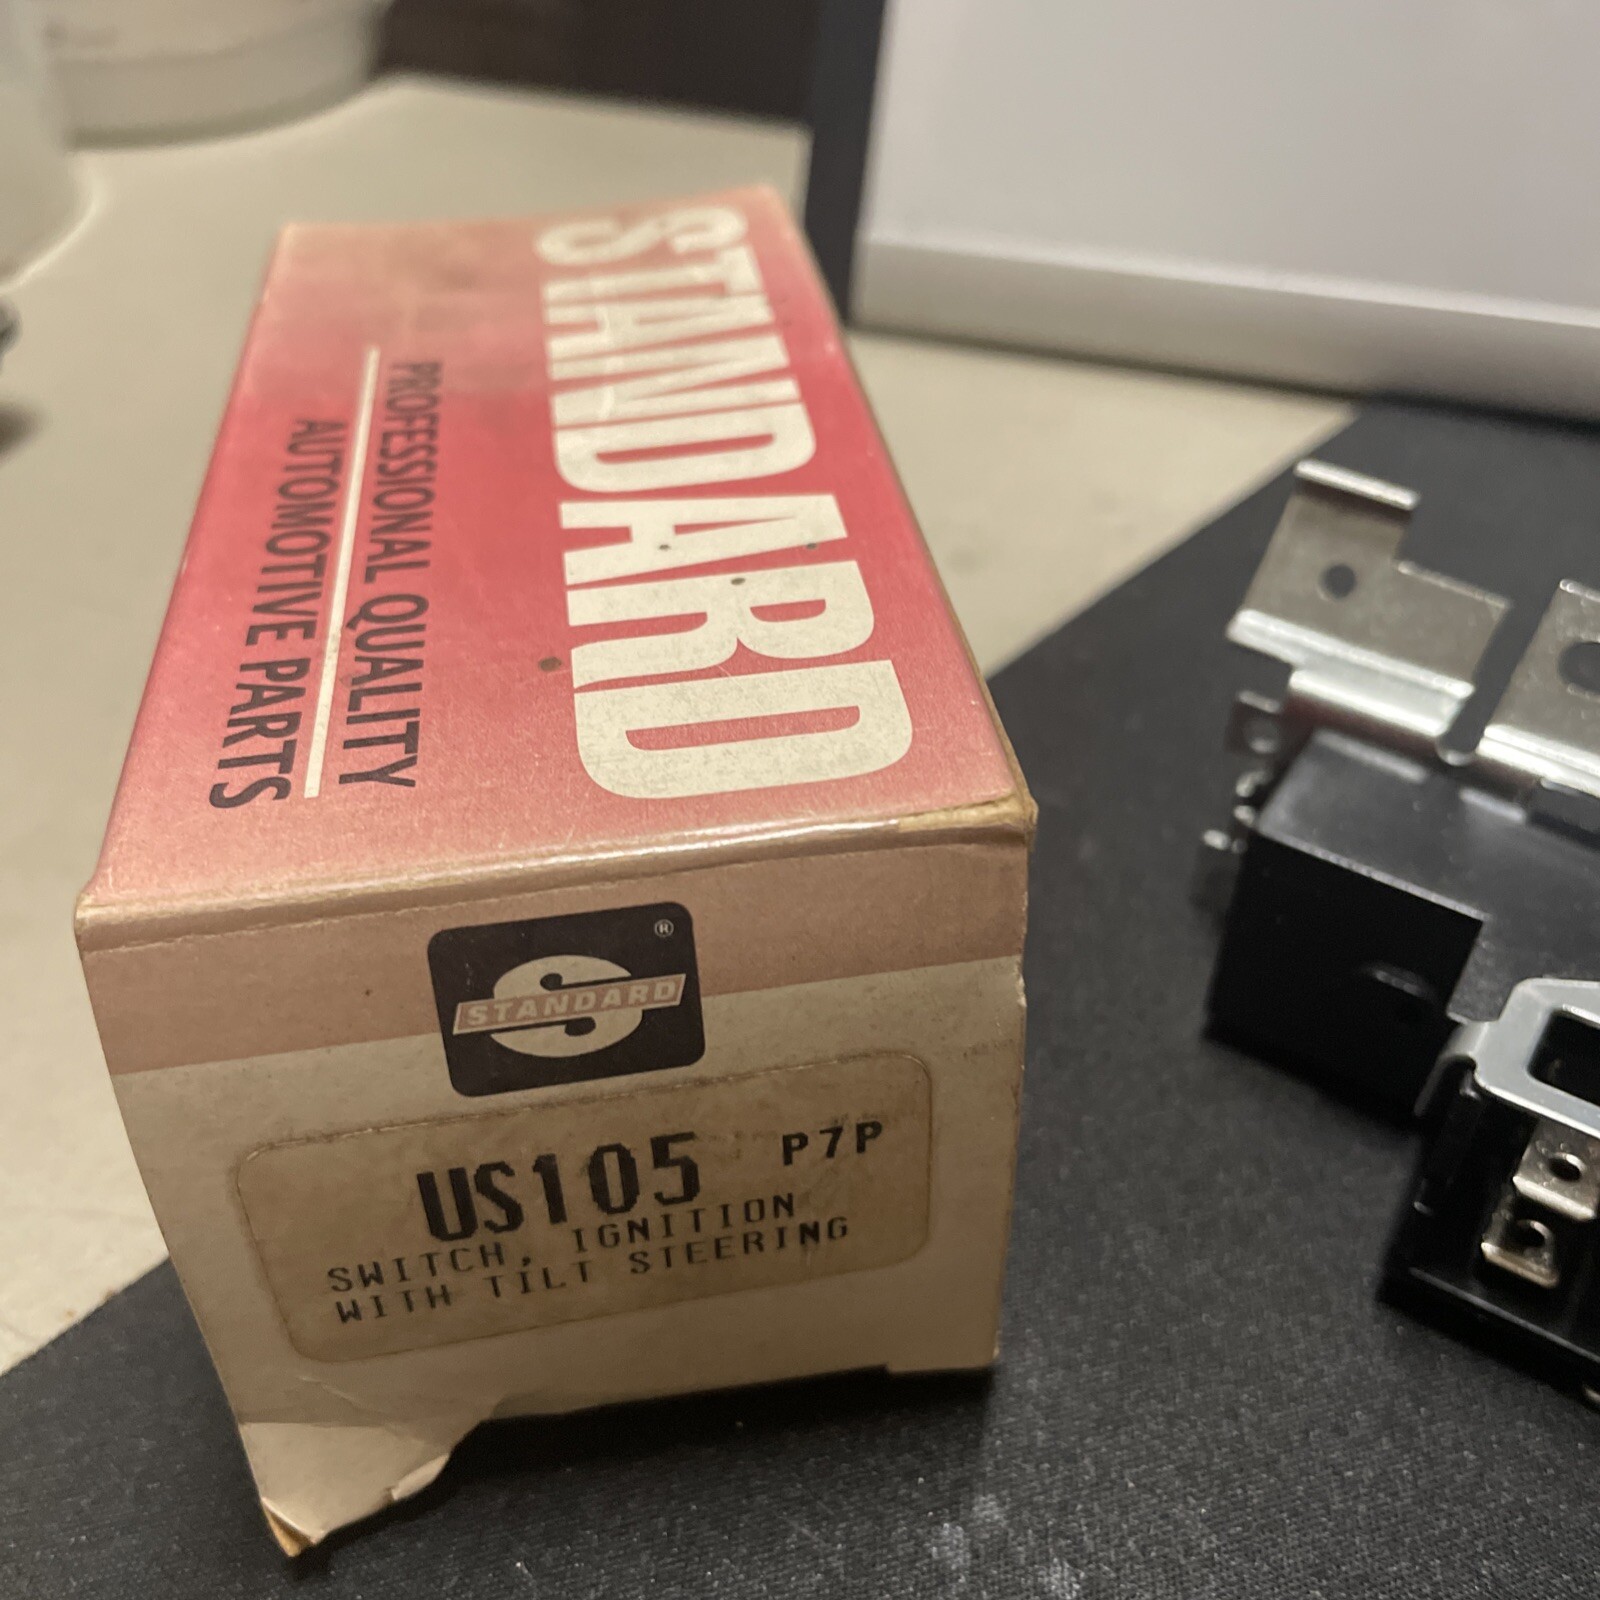 STANDARD
PROFESSIONAL QUALITY
AUTOMOTIVE PARTS
®
STANDARD
US105 P7P
SWITCH, IGNITION
WITH TILT STEERING